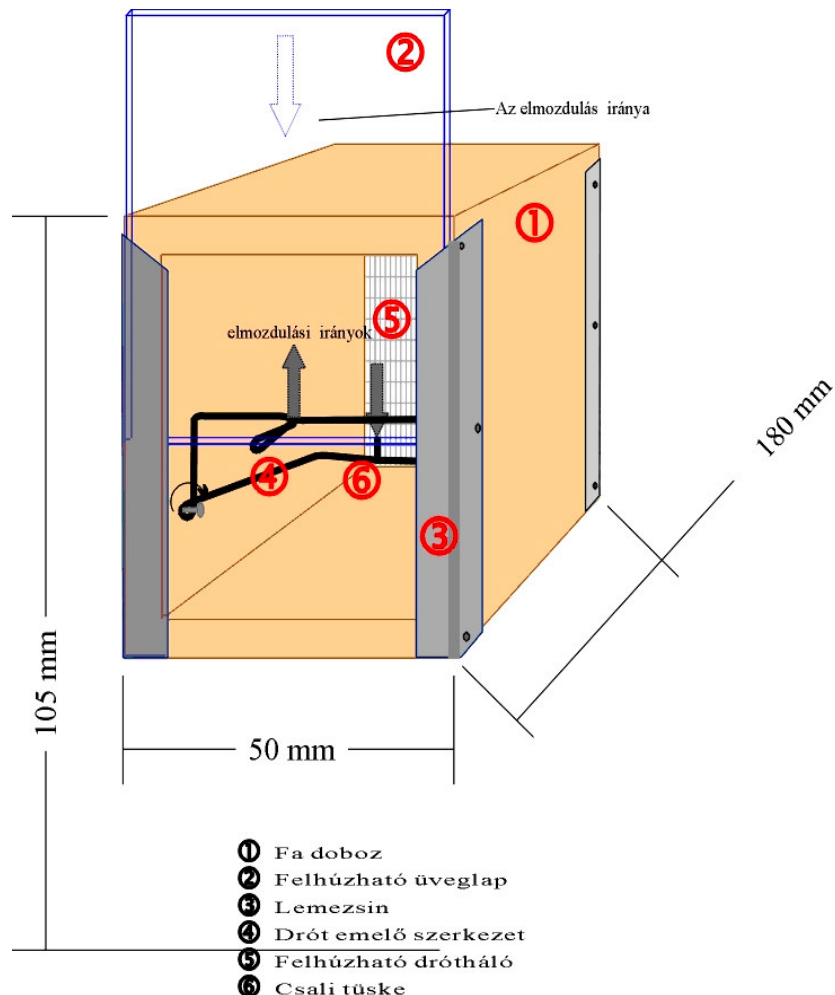 ②
Az elmozdulás iránya
①
⑤
elmozdulási irányok
④
⑥
③
180 mm
105 mm
50 mm
① Fa doboz
② Felhúzható üveglap
③ Lemezsin
④ Drót emelő szerkezet
⑤ Felhúzható drótháló
⑥ Csali tüske